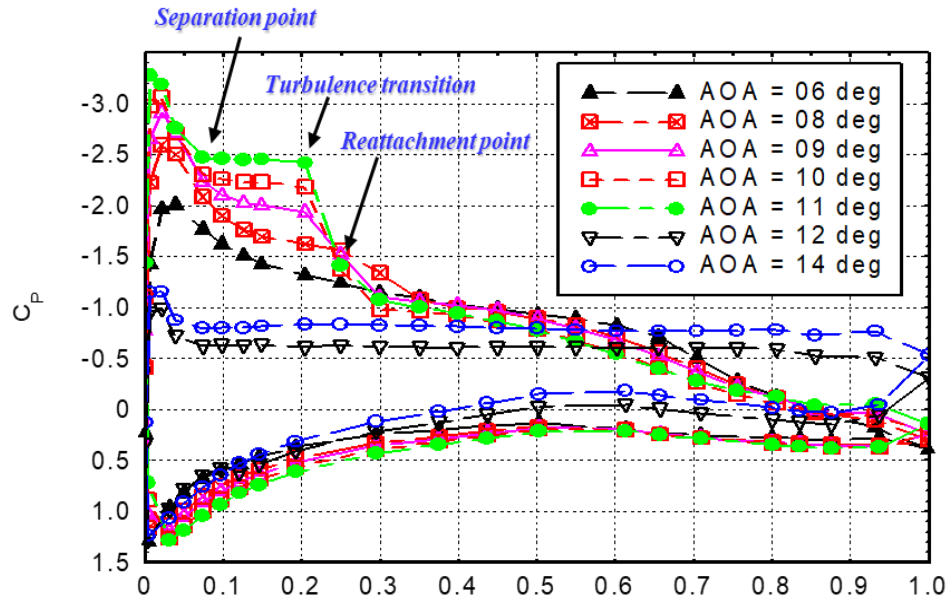 Separation point
Turbulence transition
Reattachment point
AOA = 06 deg
AOA = 08 deg
AOA = 09 deg
AOA = 10 deg
AOA = 11 deg
AOA = 12 deg
AOA = 14 deg
CP
-3.0
-2.5
-2.0
-1.5
-1.0
-0.5
0
0.5
1.0
1.5
0 0.1 0.2 0.3 0.4 0.5 0.6 0.7 0.8 0.9 1.0